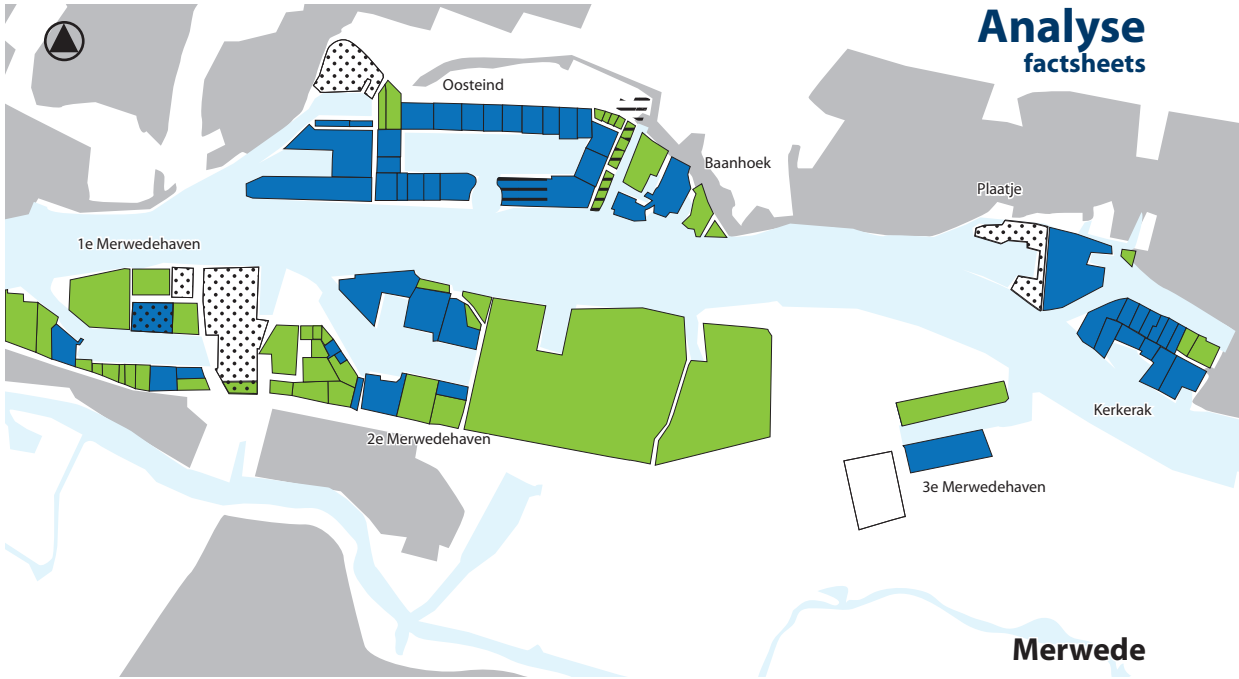 Analyse
factsheets
Oosteind
Baanhoek
Plaatje
1e Merwedehaven
Kerkerak
2e Merwedehaven
3e Merwedehaven
Merwede